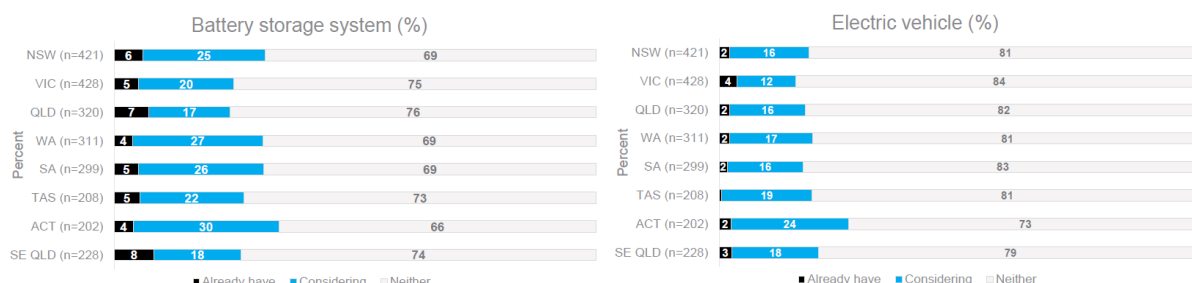 Battery storage system (%)
Percent
NSW (n=421) 6 25 69
VIC (n=428) 5 20 75
QLD (n=320) 7 17 76
WA (n=311) 4 27 69
SA (n=299) 5 26 69
TAS (n=208) 5 22 73
ACT (n=202) 4 30 66
SE QLD (n=228) 8 18 74
Already have Considering Neither
Electric vehicle (%)
Percent
NSW (n=421) 2 16 81
VIC (n=428) 4 12 84
QLD (n=320) 2 16 82
WA (n=311) 2 17 81
SA (n=299) 2 16 83
TAS (n=208) 19 81
ACT (n=202) 2 24 73
SE QLD (n=228) 3 18 79
Already have Considering Neither